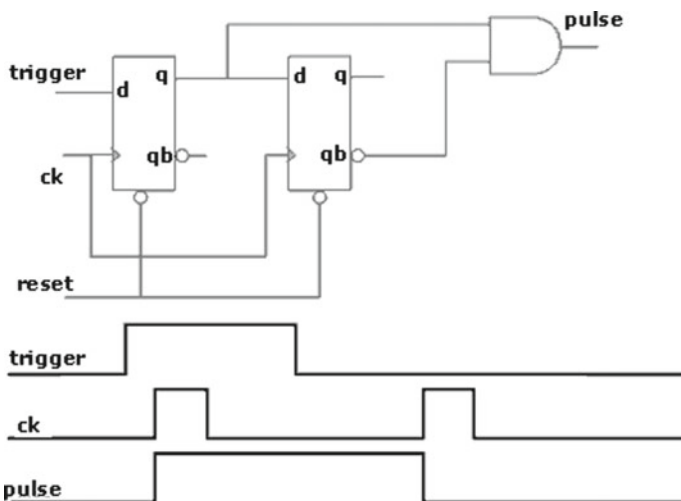 pulse
trigger
q
d
q
d
qb
qb
ck
reset
trigger
ck
pulse